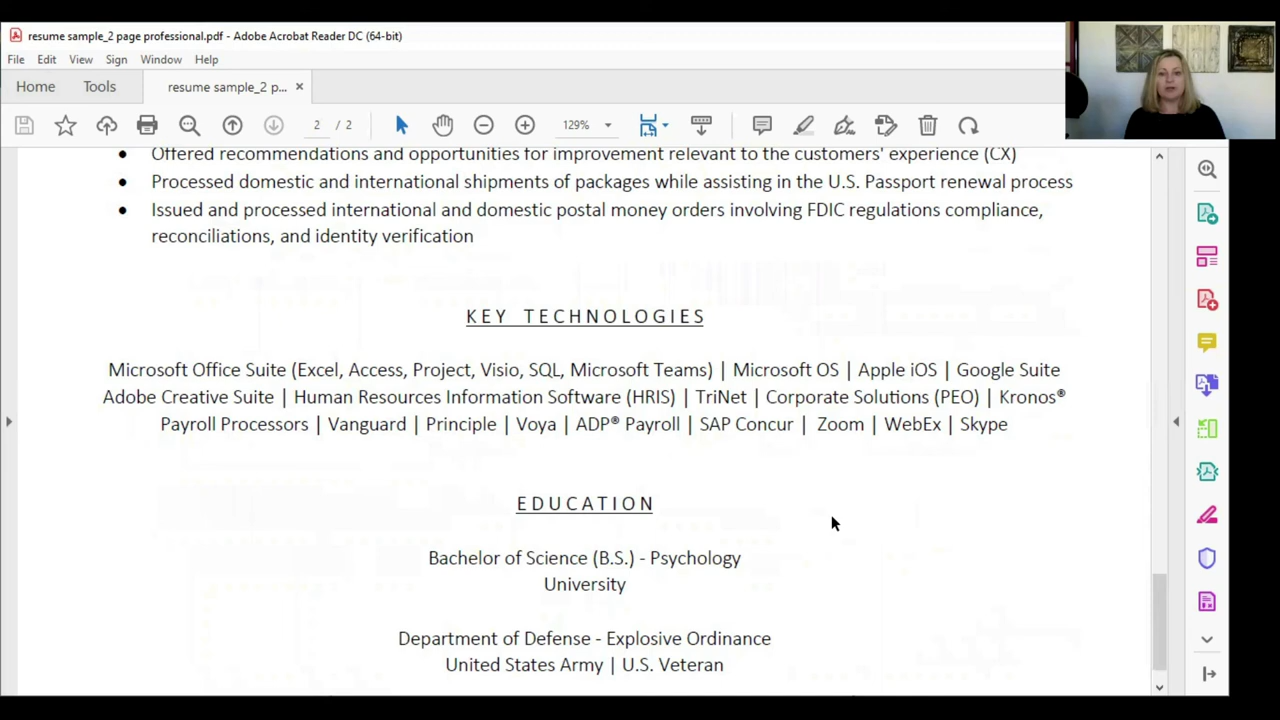 resume sample_2 page professional.pdf - Adobe Acrobat Reader DC (64-bit)
File Edit View Sign Window Help
Home Tools resume sample_2 p... ×
2 / 2 129%
• Offered recommendations and opportunities for improvement relevant to the customers' experience (CX)
• Processed domestic and international shipments of packages while assisting in the U.S. Passport renewal process
• Issued and processed international and domestic postal money orders involving FDIC regulations compliance,
reconciliations, and identity verification
KEY TECHNOLOGIES
Microsoft Office Suite (Excel, Access, Project, Visio, SQL, Microsoft Teams) | Microsoft OS | Apple iOS | Google Suite
Adobe Creative Suite | Human Resources Information Software (HRIS) | TriNet | Corporate Solutions (PEO) | Kronos®
Payroll Processors | Vanguard | Principle | Voya | ADP® Payroll | SAP Concur | Zoom | WebEx | Skype
EDUCATION
Bachelor of Science (B.S.) - Psychology
University
Department of Defense - Explosive Ordinance
United States Army | U.S. Veteran